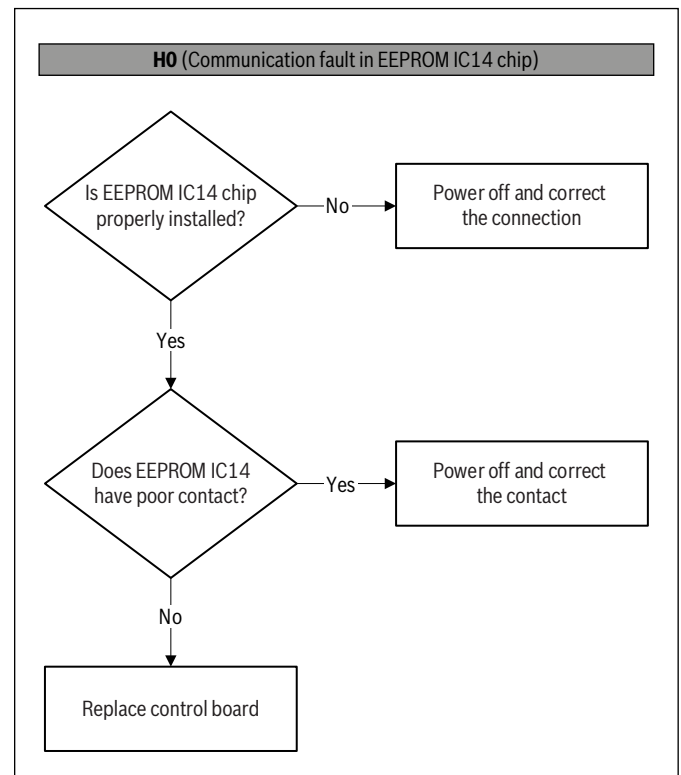 H0 (Communication fault in EEPROM IC14 chip)
Is EEPROM IC14 chip
properly installed?
No
Power off and correct
the connection
Yes
Does EEPROM IC14
have poor contact?
Yes
Power off and correct
the contact
No
Replace control board